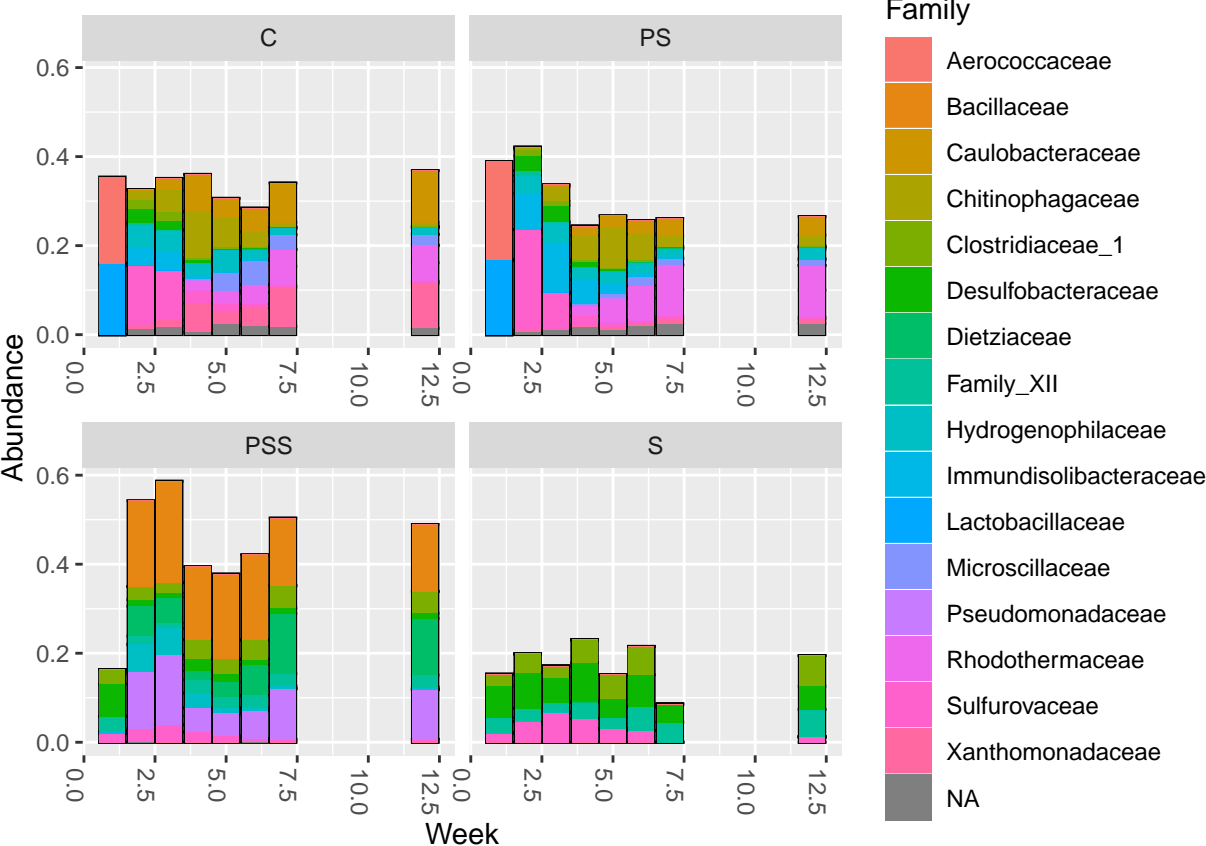 C
PS
0.6
0.4
0.2
0.0
0.0
2.5
5.0
7.5
10.0
12.5
0.0
2.5
5.0
7.5
10.0
12.5
PSS
S
0.6
0.4
0.2
0.0
0.0
2.5
5.0
7.5
10.0
12.5
0.0
2.5
5.0
7.5
10.0
12.5
Abundance
Week
Family
Aerococcaceae
Bacillaceae
Caulobacteraceae
Chitinophagaceae
Clostridiaceae_1
Desulfobacteraceae
Dietziaceae
Family_XII
Hydrogenophilaceae
Immundisolibacteraceae
Lactobacillaceae
Microscillaceae
Pseudomonadaceae
Rhodothermaceae
Sulfurovaceae
Xanthomonadaceae
NA